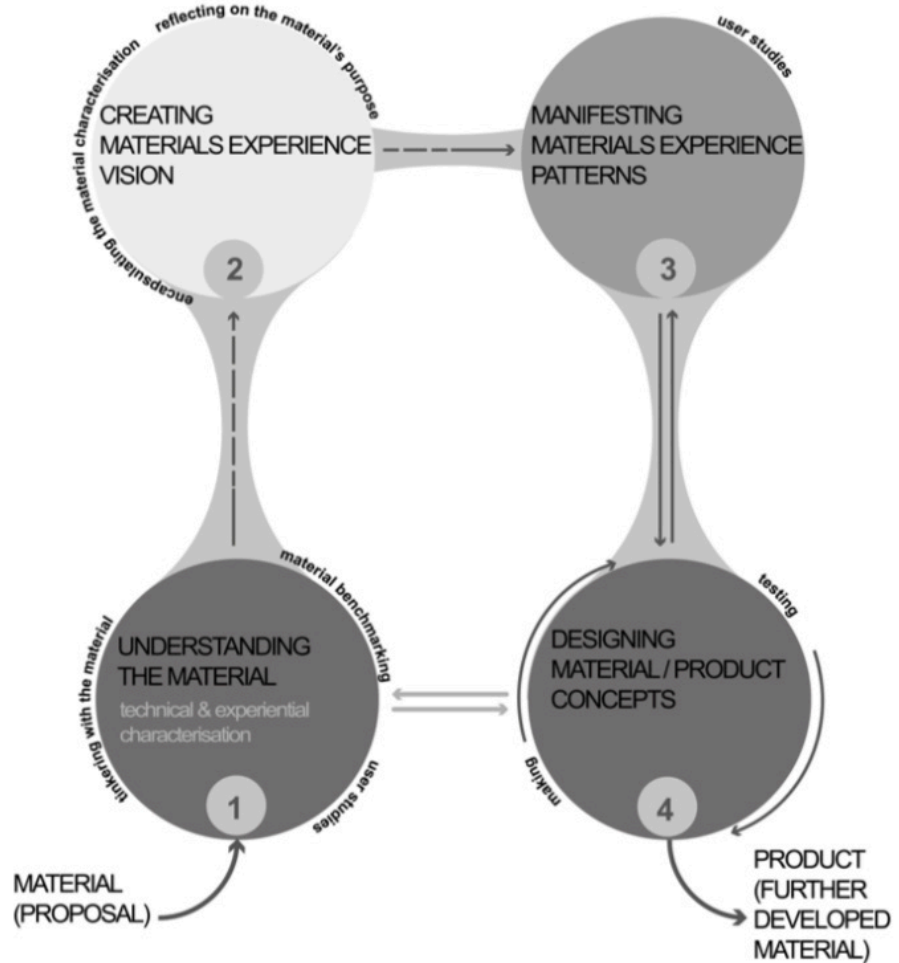 reflecting on the material's purpose
encapsulating the material characterisation
CREATING
MATERIALS EXPERIENCE
VISION
2
user studies
MANIFESTING
MATERIALS EXPERIENCE
PATTERNS
3
material benchmarking
tinkering with the material
user studies
UNDERSTANDING
THE MATERIAL
technical & experiential
characterisation
1
testing
making
DESIGNING
MATERIAL / PRODUCT
CONCEPTS
4
MATERIAL
(PROPOSAL)
PRODUCT
(FURTHER
DEVELOPED
MATERIAL)